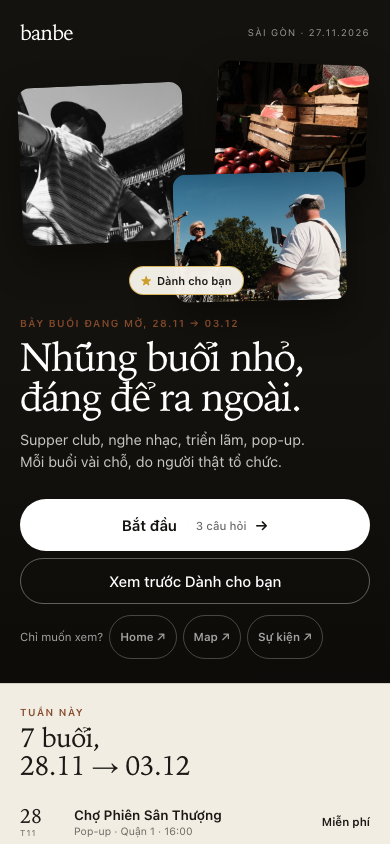 banbe
SÀI GÒN · 27.11.2026
Dành cho bạn
BẢY BUỔI ĐANG MỞ, 28.11 → 03.12
Những buổi nhỏ,
đáng để ra ngoài.
Supper club, nghe nhạc, triển lãm, pop-up.
Mỗi buổi vài chỗ, do người thật tổ chức.
Bắt đầu 3 câu hỏi →
Xem trước Dành cho bạn
Chỉ muốn xem? Home ↗ Map ↗ Sự kiện ↗
TUẦN NÀY
7 buổi,
28.11 → 03.12
28 Chợ Phiên Sân Thượng Miễn phí
T11 Pop-up · Quận 1 · 16:00